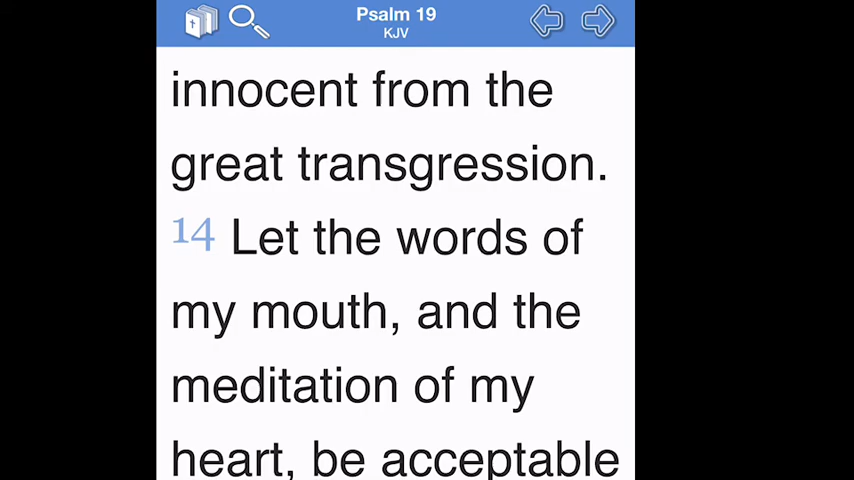 Psalm 19
KJV
innocent from the
great transgression.
14 Let the words of
my mouth, and the
meditation of my
heart, be acceptable